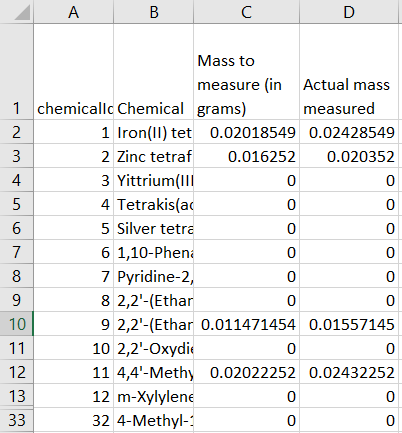 A B C D
Mass to
measure (in Actual mass
1 chemicalIc Chemical grams) measured
2 1 Iron(II) tet 0.02018549 0.02428549
3 2 Zinc tetraf 0.016252 0.020352
4 3 Yittrium(III 0 0
5 4 Tetrakis(ac 0 0
6 5 Silver tetra 0 0
7 6 1,10-Phena 0 0
8 7 Pyridine-2, 0 0
9 8 2,2'-(Ethar 0 0
10 9 2,2'-(Ethar 0.011471454 0.01557145
11 10 2,2'-Oxydie 0 0
12 11 4,4'-Methy 0.02022252 0.02432252
13 12 m-Xylylene 0 0
33 32 4-Methyl-1 0 0